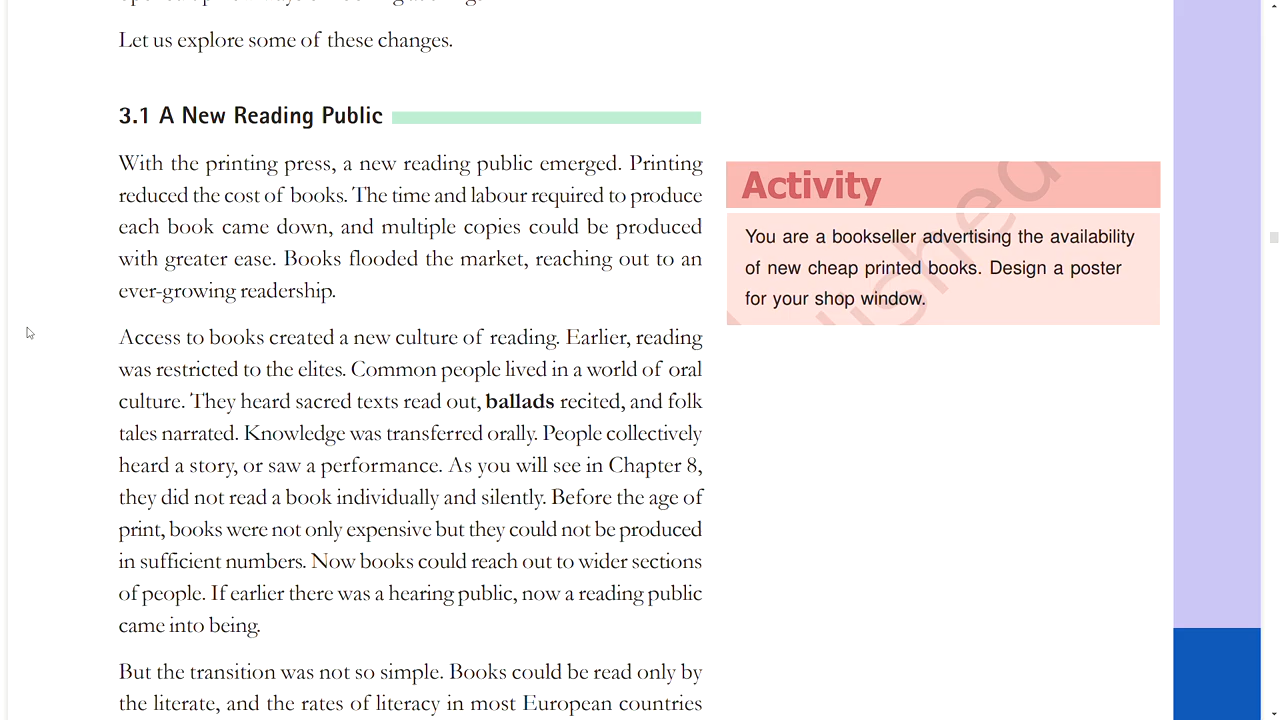 Let us explore some of these changes.
3.1 A New Reading Public
With the printing press, a new reading public emerged. Printing
reduced the cost of books. The time and labour required to produce
each book came down, and multiple copies could be produced
with greater ease. Books flooded the market, reaching out to an
ever-growing readership.
Access to books created a new culture of reading. Earlier, reading
was restricted to the elites. Common people lived in a world of oral
culture. They heard sacred texts read out, ballads recited, and folk
tales narrated. Knowledge was transferred orally. People collectively
heard a story, or saw a performance. As you will see in Chapter 8,
they did not read a book individually and silently. Before the age of
print, books were not only expensive but they could not be produced
in sufficient numbers. Now books could reach out to wider sections
of people. If earlier there was a hearing public, now a reading public
came into being.
But the transition was not so simple. Books could be read only by
the literate, and the rates of literacy in most European countries
Activity
You are a bookseller advertising the availability
of new cheap printed books. Design a poster
for your shop window.